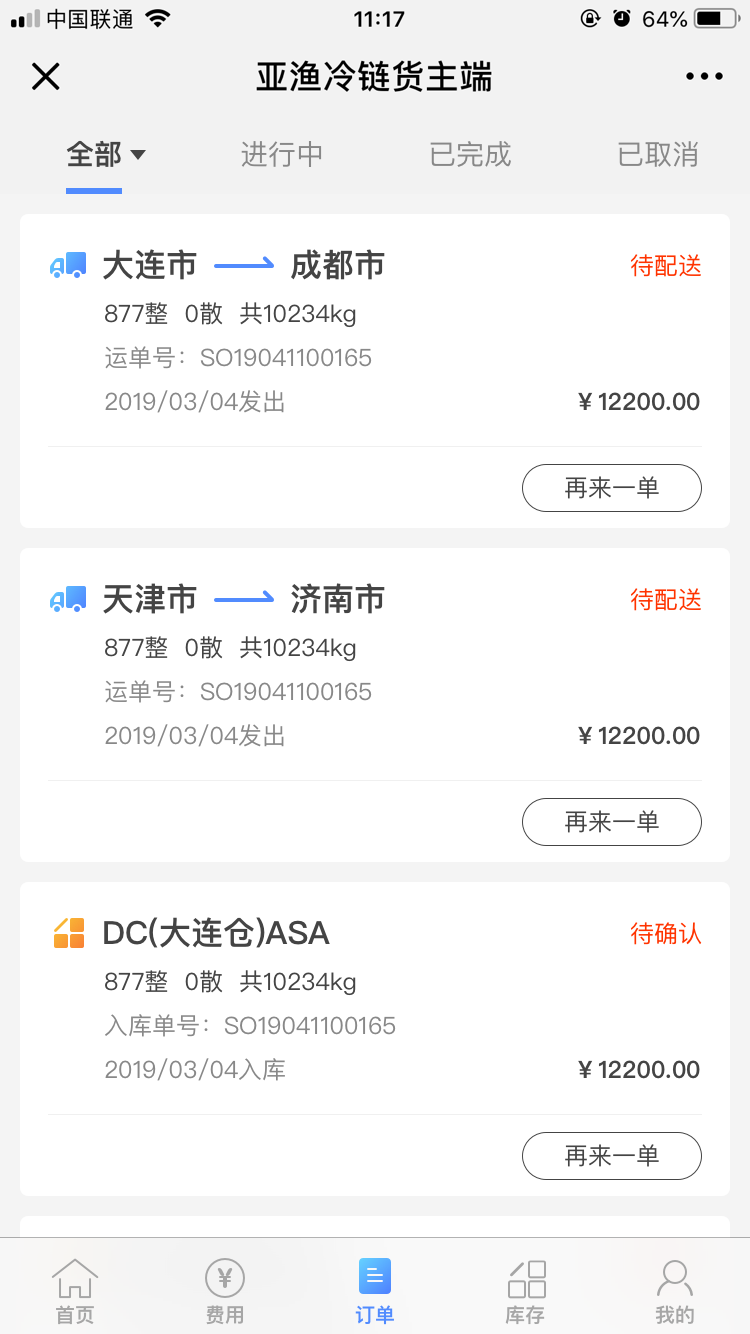 中国联通 11:17 64%
亚渔冷链货主端
全部 进行中 已完成 已取消
大连市 成都市 待配送
877整 0散 共10234kg
运单号：SO19041100165
2019/03/04发出 ¥12200.00
再来一单
天津市 济南市 待配送
877整 0散 共10234kg
运单号：SO19041100165
2019/03/04发出 ¥12200.00
再来一单
DC(大连仓)ASA 待确认
877整 0散 共10234kg
入库单号：SO19041100165
2019/03/04入库 ¥12200.00
再来一单
首页 费用 订单 库存 我的